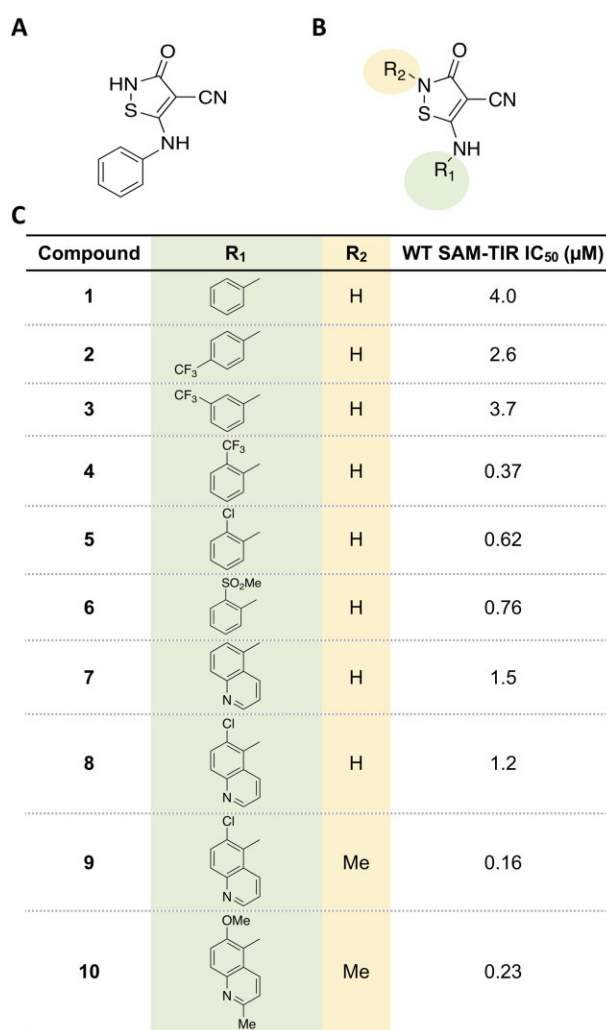 A
B
O
NH
S
CN
NH
O
R2
N
S
CN
NH
R1
C
Compound R1 R2 WT SAM-TIR IC50 (µM)
1 H 4.0
2 CF3 H 2.6
3 CF3 H 3.7
4 CF3 H 0.37
5 Cl H 0.62
6 SO2Me H 0.76
7 N H 1.5
8 Cl N H 1.2
9 Cl N Me 0.16
10 OMe N Me Me 0.23